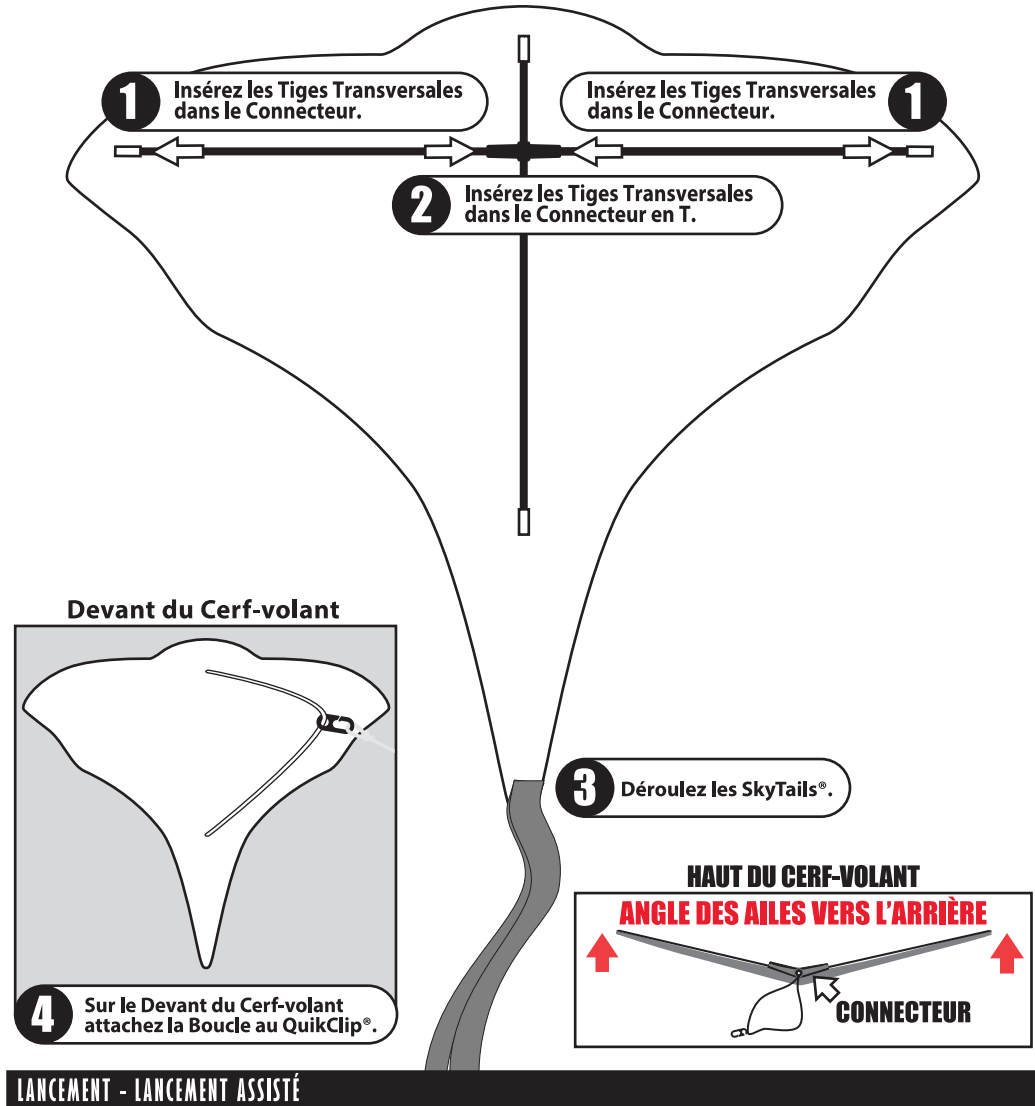 1 Insérez les Tiges Transversales
dans le Connecteur.
Insérez les Tiges Transversales 1
dans le Connecteur.
2 Insérez les Tiges Transversales
dans le Connecteur en T.
Devant du Cerf-volant
3 Déroulez les SkyTails®.
4 Sur le Devant du Cerf-volant
attachez la Boucle au QuikClip®.
HAUT DU CERF-VOLANT
ANGLE DES AILES VERS L'ARRIÈRE
CONNECTEUR
LANCEMENT - LANCEMENT ASSISTÉ